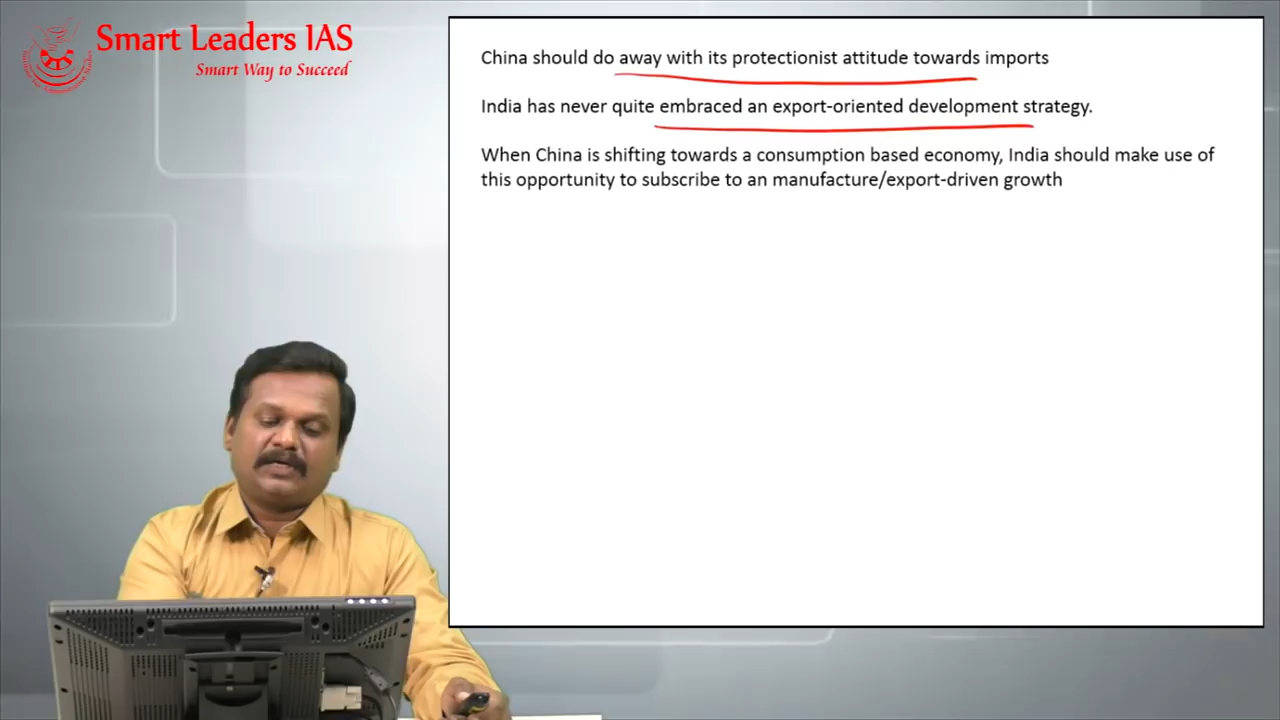 Smart Leaders IAS
Smart Way to Succeed
China should do away with its protectionist attitude towards imports
India has never quite embraced an export-oriented development strategy.
When China is shifting towards a consumption based economy, India should make use of
this opportunity to subscribe to an manufacture/export-driven growth